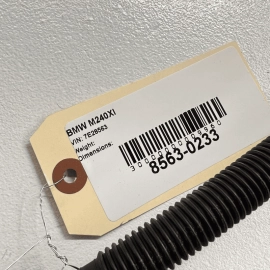 BMW M240XI
VIN: 7E28563
Weight:
Dimensions:
8563-0233